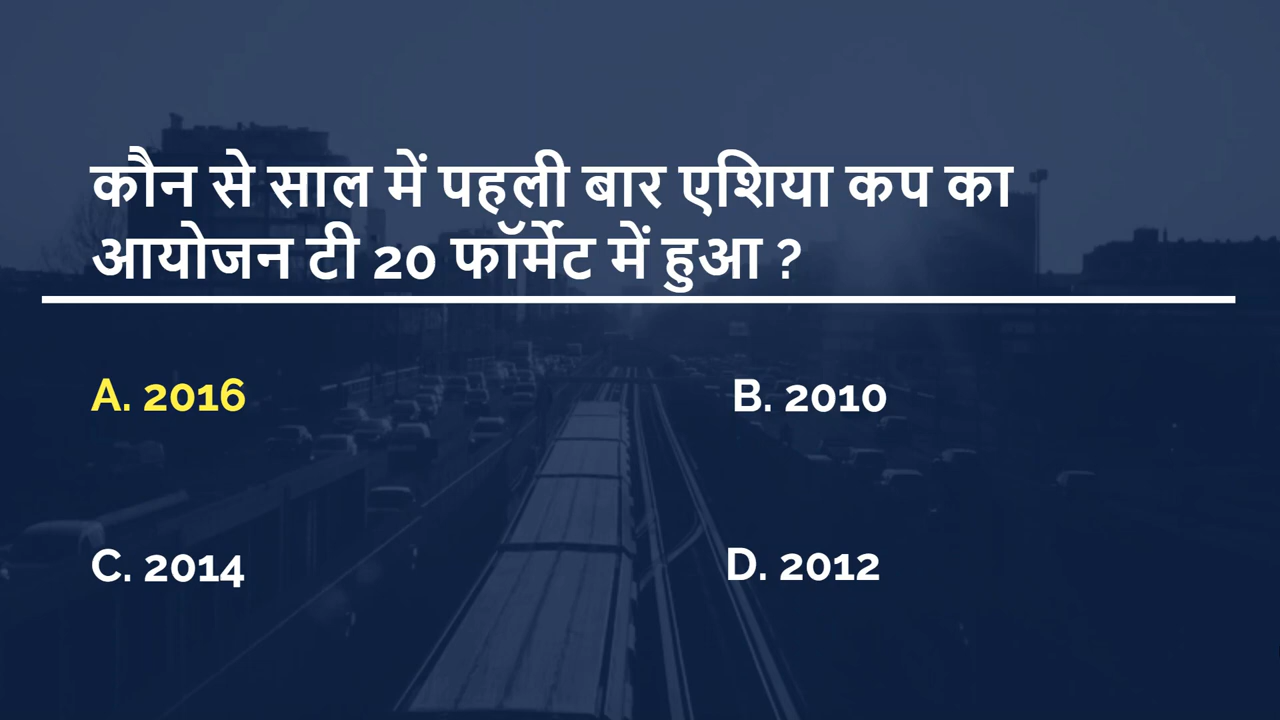 कौन से साल में पहली बार एशिया कप का
आयोजन टी 20 फॉर्मेट में हुआ ?
A. 2016
B. 2010
C. 2014
D. 2012